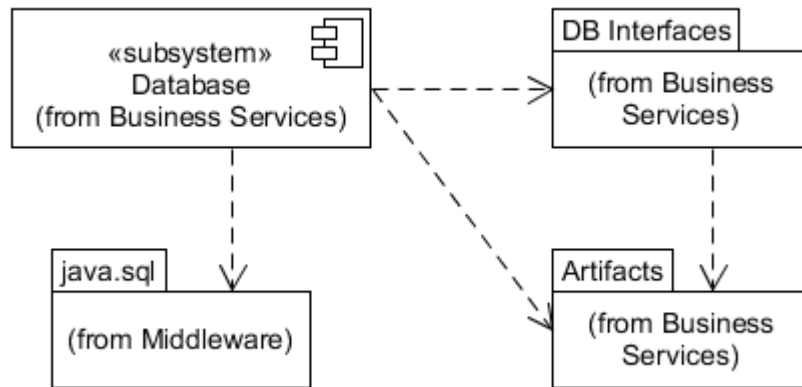 «subsystem»
Database
(from Business Services)
DB Interfaces
(from Business
Services)
java.sql
(from Middleware)
Artifacts
(from Business
Services)